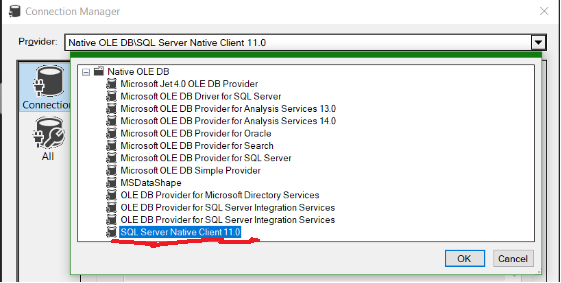 Connection Manager
Provider: Native OLE DB\SQL Server Native Client 11.0
Native OLE DB
Microsoft Jet 4.0 OLE DB Provider
Microsoft OLE DB Driver for SQL Server
Microsoft OLE DB Provider for Analysis Services 13.0
Microsoft OLE DB Provider for Analysis Services 14.0
Microsoft OLE DB Provider for Oracle
Microsoft OLE DB Provider for Search
Microsoft OLE DB Provider for SQL Server
Microsoft OLE DB Simple Provider
MSDataShape
OLE DB Provider for Microsoft Directory Services
OLE DB Provider for SQL Server Integration Services
OLE DB Provider for SQL Server Integration Services
SQL Server Native Client 11.0
Connection
All
OK Cancel